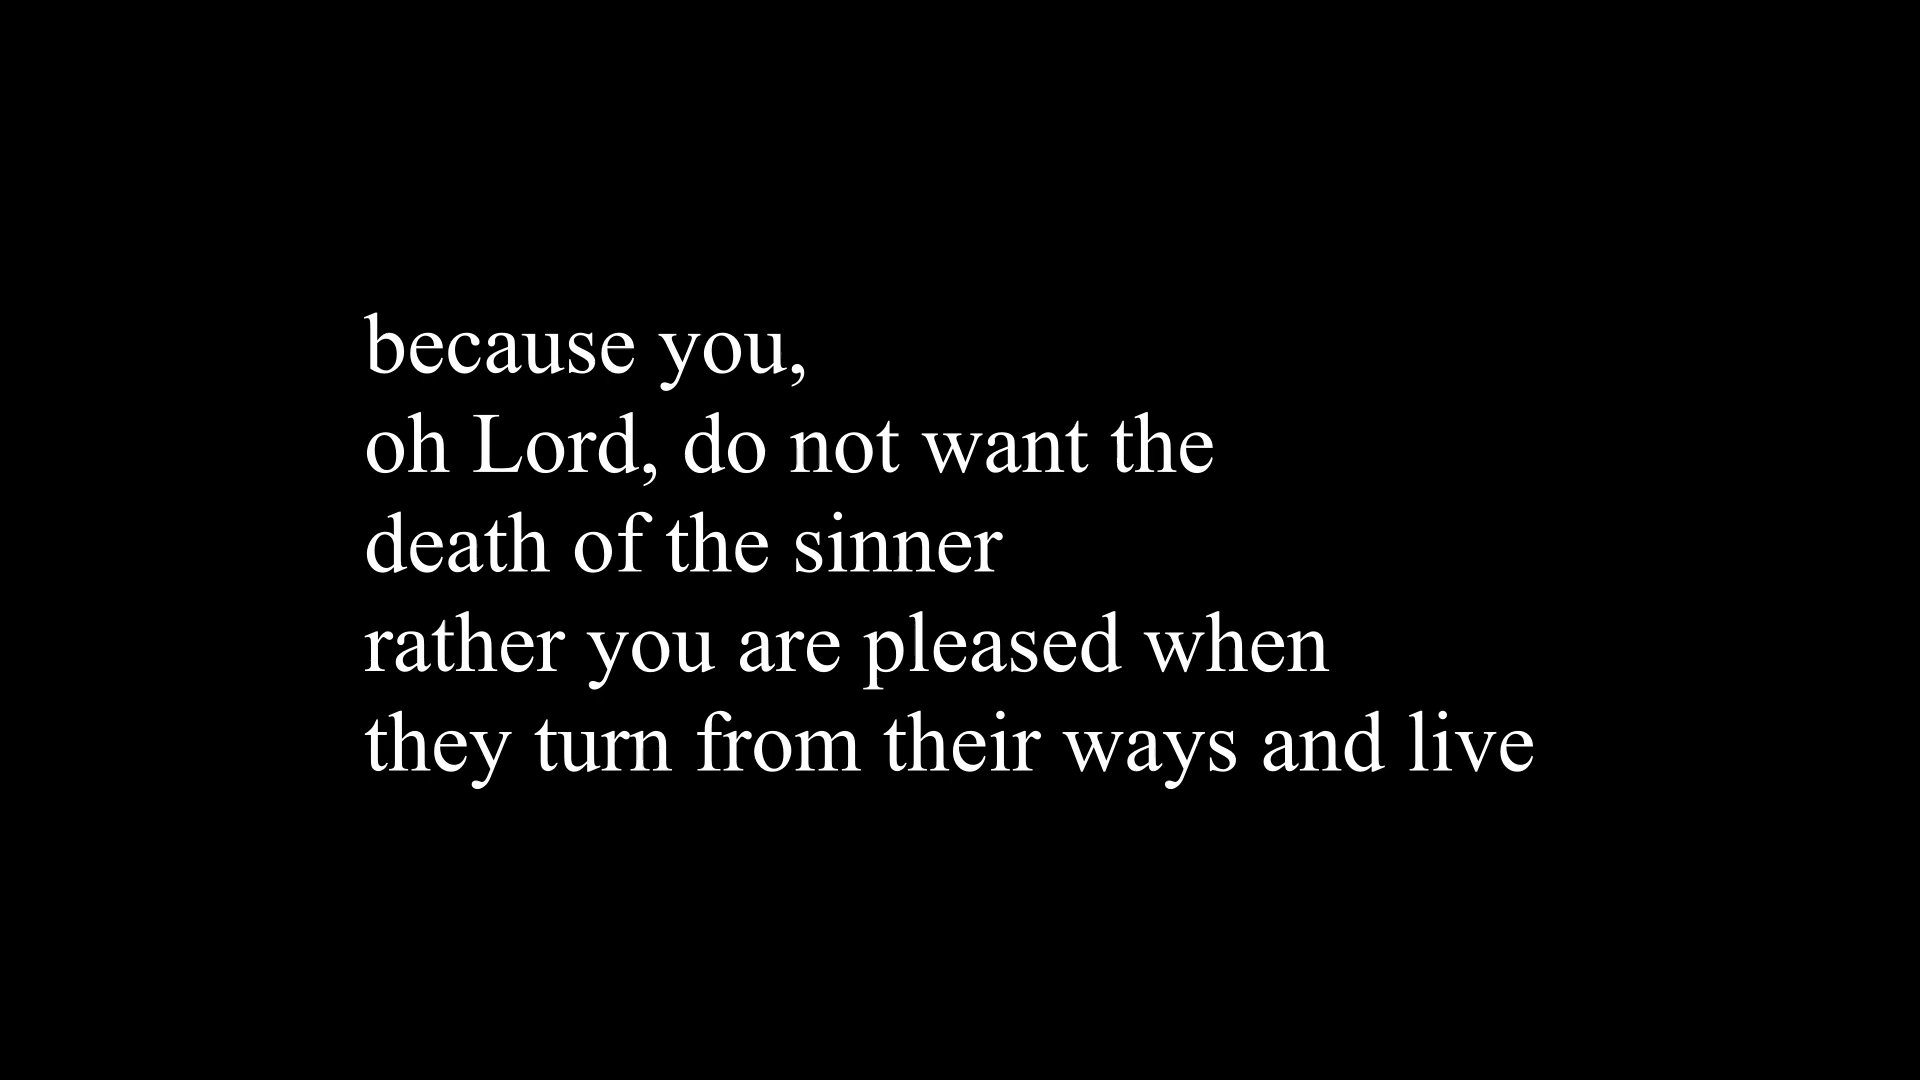 because you,
oh Lord, do not want the
death of the sinner
rather you are pleased when
they turn from their ways and live